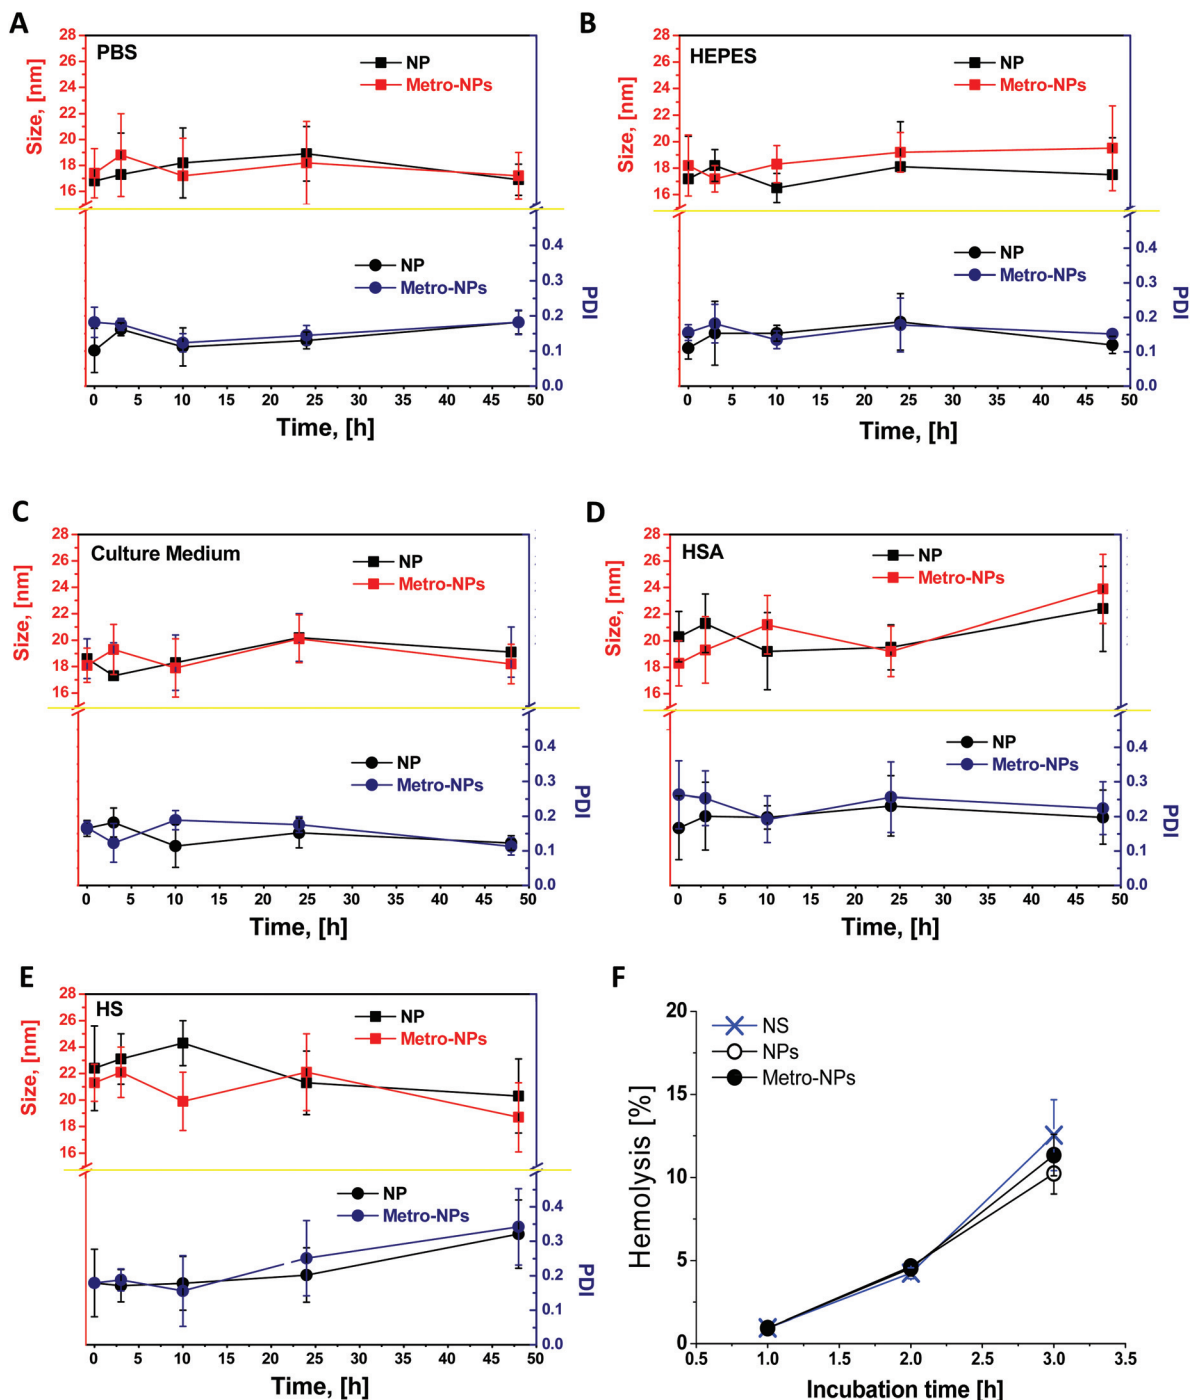 A
PBS
NP
Metro-NPs
Size, [nm]
28
26
24
22
20
18
16
NP
Metro-NPs
0.4
0.3
0.2
0.1
0.0
PDI
0 5 10 15 20 25 30 35 40 45 50
Time, [h]
B
HEPES
NP
Metro-NPs
Size, [nm]
28
26
24
22
20
18
16
NP
Metro-NPs
0.4
0.3
0.2
0.1
0.0
PDI
0 5 10 15 20 25 30 35 40 45 50
Time, [h]
C
Culture Medium
NP
Metro-NPs
Size, [nm]
28
26
24
22
20
18
16
NP
Metro-NPs
0.4
0.3
0.2
0.1
0.0
PDI
0 5 10 15 20 25 30 35 40 45 50
Time, [h]
D
HSA
NP
Metro-NPs
Size, [nm]
28
26
24
22
20
18
16
NP
Metro-NPs
0.4
0.3
0.2
0.1
0.0
PDI
0 5 10 15 20 25 30 35 40 45 50
Time, [h]
E
HS
NP
Metro-NPs
Size, [nm]
28
26
24
22
20
18
16
NP
Metro-NPs
0.4
0.3
0.2
0.1
0.0
PDI
0 5 10 15 20 25 30 35 40 45 50
Time, [h]
F
NS
NPs
Metro-NPs
Hemolysis [%]
20
15
10
5
0
0.5 1.0 1.5 2.0 2.5 3.0 3.5
Incubation time [h]